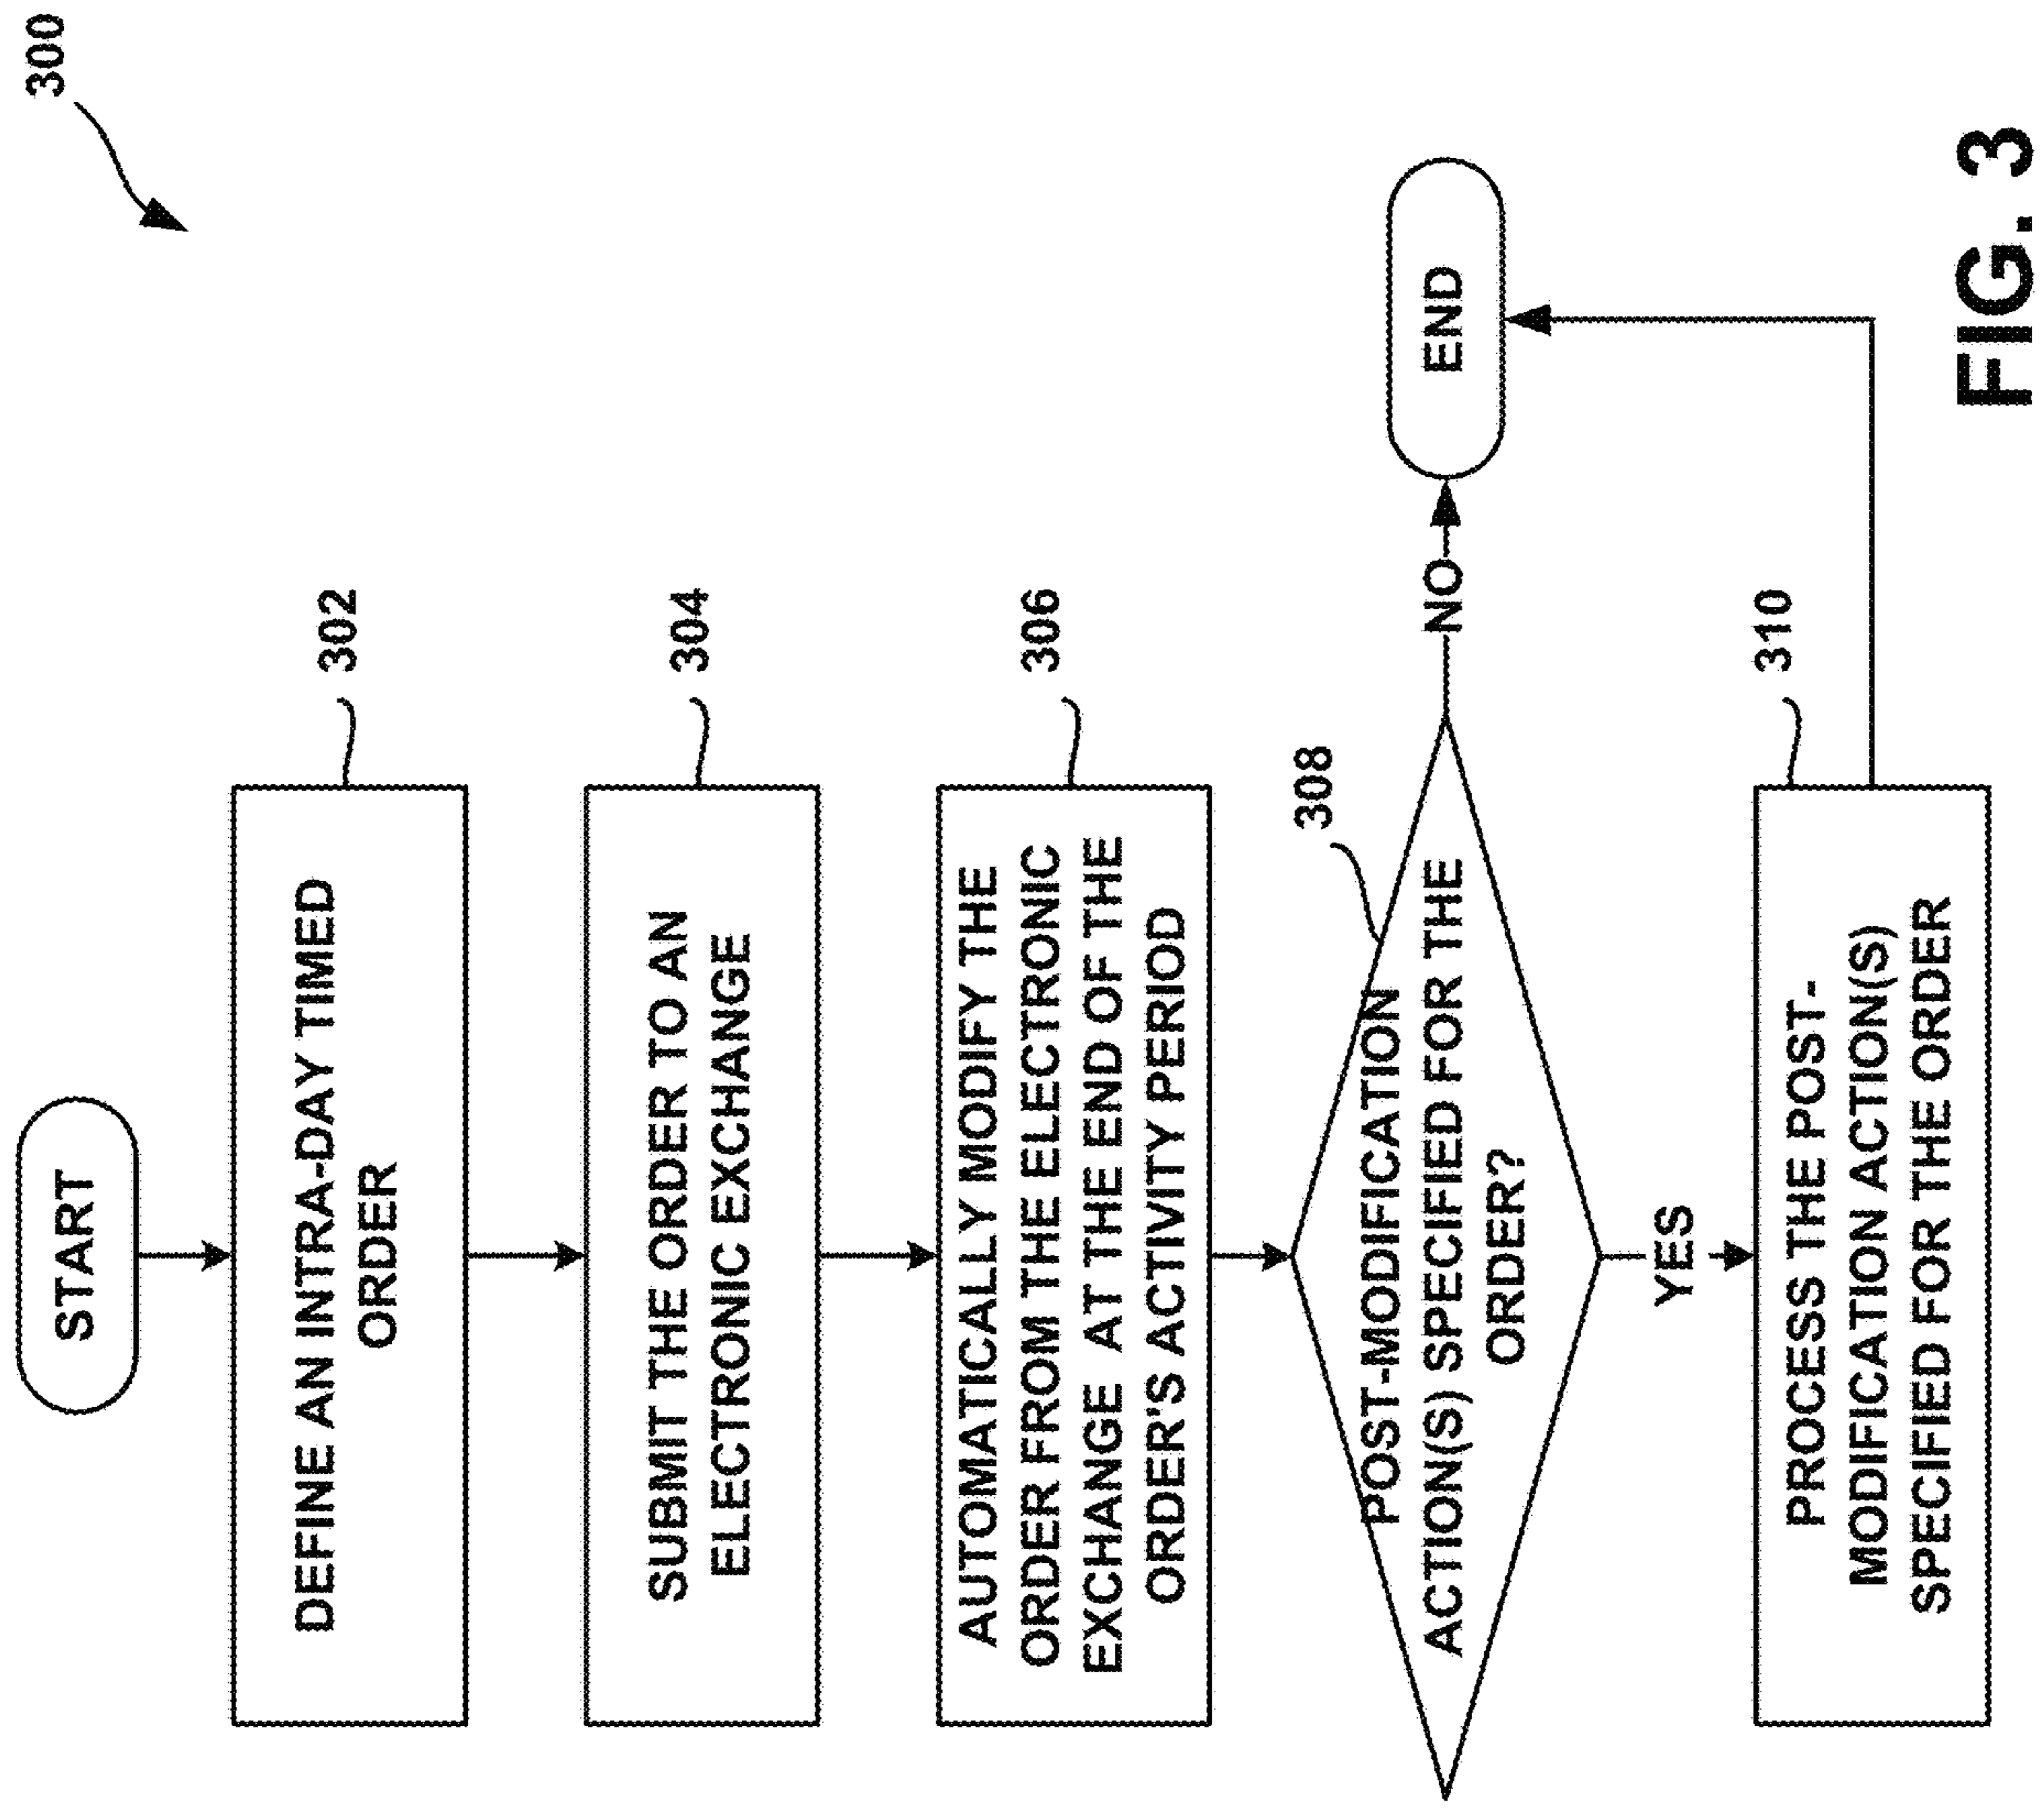 300
START
DEFINE AN INTRA-DAY TIMED
ORDER
302
SUBMIT THE ORDER TO AN
ELECTRONIC EXCHANGE
304
AUTOMATICALLY MODIFY THE
ORDER FROM THE ELECTRONIC
EXCHANGE AT THE END OF THE
ORDER'S ACTIVITY PERIOD
306
308
POST-MODIFICATION
ACTION(S) SPECIFIED FOR THE
ORDER?
NO
END
YES
310
PROCESS THE POST-
MODIFICATION ACTION(S)
SPECIFIED FOR THE ORDER
FIG. 3